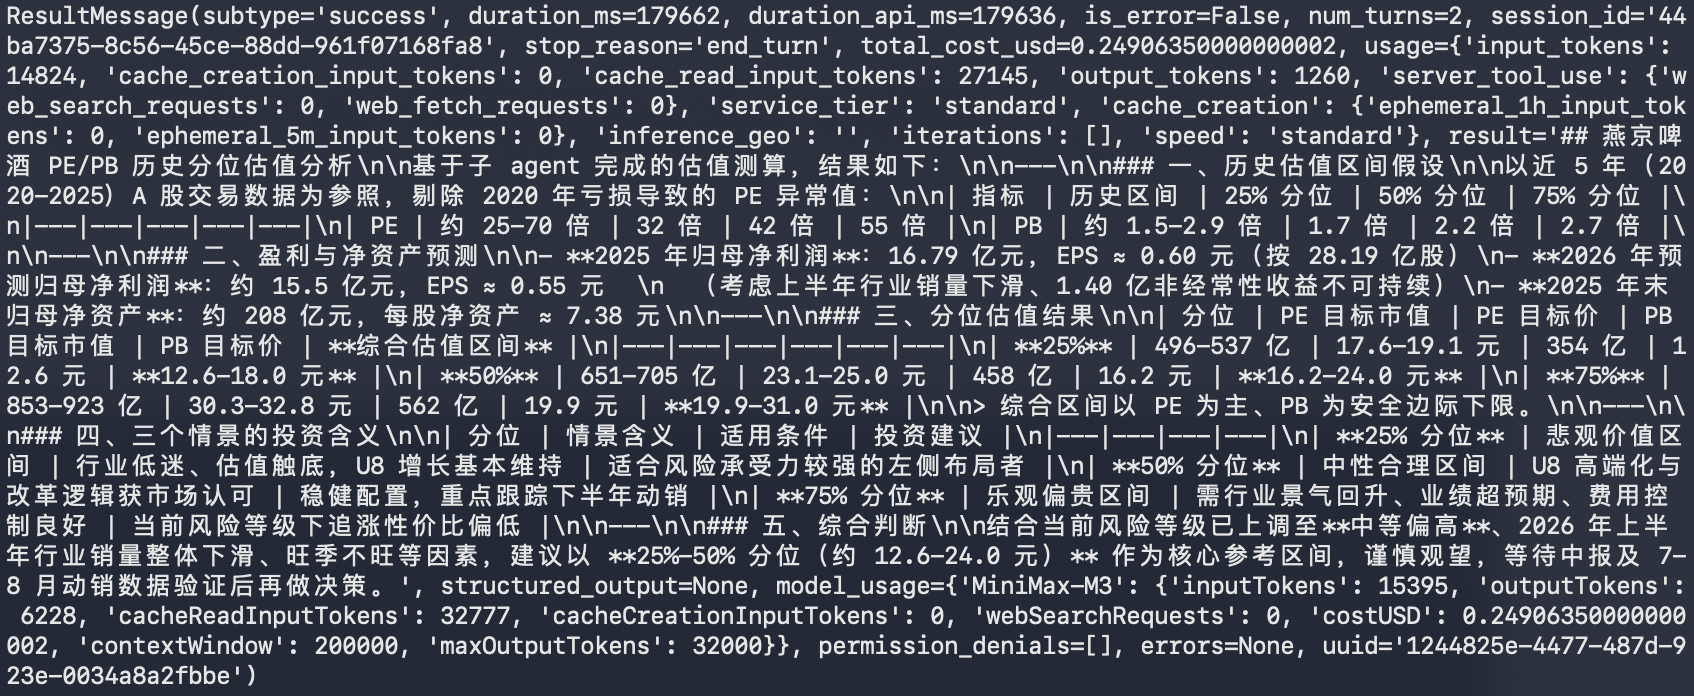 ResultMessage(subtype='success', duration_ms=179662, duration_api_ms=179636, is_error=False, num_turns=2, session_id='44
ba7375-8c56-45ce-88dd-961f07168fa8', stop_reason='end_turn', total_cost_usd=0.24906350000000002, usage={'input_tokens':
14824, 'cache_creation_input_tokens': 0, 'cache_read_input_tokens': 27145, 'output_tokens': 1260, 'server_tool_use': {'w
eb_search_requests': 0, 'web_fetch_requests': 0}, 'service_tier': 'standard', 'cache_creation': {'ephemeral_1h_input_tok
ens': 0, 'ephemeral_5m_input_tokens': 0}, 'inference_geo': '', 'iterations': [], 'speed': 'standard'}, result='## 燕京啤
酒 PE/PB 历史分位估值分析\n\n基于子 agent 完成的估值测算，结果如下：\n\n---\n\n### 一、历史估值区间假设\n\n以近 5 年（20
20-2025）A 股交易数据为参照，剔除 2020 年亏损导致的 PE 异常值：\n\n| 指标 | 历史区间 | 25% 分位 | 50% 分位 | 75% 分位 |\
n|---|---|---|---|---|\n| PE | 约 25-70 倍 | 32 倍 | 42 倍 | 55 倍 |\n| PB | 约 1.5-2.9 倍 | 1.7 倍 | 2.2 倍 | 2.7 倍 |\
n\n---\n\n### 二、盈利与净资产预测\n\n- **2025 年归母净利润**：16.79 亿元，EPS ≈ 0.60 元（按 28.19 亿股）\n- **2026 年预
测归母净利润**：约 15.5 亿元，EPS ≈ 0.55 元  \n  （考虑上半年行业销量下滑、1.40 亿非经常性收益不可持续）\n- **2025 年末
归母净资产**：约 208 亿元，每股净资产 ≈ 7.38 元\n\n---\n\n### 三、分位估值结果\n\n| 分位 | PE 目标市值 | PE 目标价 | PB
目标市值 | PB 目标价 | **综合估值区间** |\n|---|---|---|---|---|---|\n| **25%** | 496-537 亿 | 17.6-19.1 元 | 354 亿 | 1
2.6 元 | **12.6-18.0 元** |\n| **50%** | 651-705 亿 | 23.1-25.0 元 | 458 亿 | 16.2 元 | **16.2-24.0 元** |\n| **75%** |
853-923 亿 | 30.3-32.8 元 | 562 亿 | 19.9 元 | **19.9-31.0 元** |\n\n> 综合区间以 PE 为主、PB 为安全边际下限。\n\n---\n\
n### 四、三个情景的投资含义\n\n| 分位 | 情景含义 | 适用条件 | 投资建议 |\n|---|---|---|---|\n| **25% 分位** | 悲观价值区
间 | 行业低迷、估值触底，U8 增长基本维持 | 适合风险承受力较强的左侧布局者 |\n| **50% 分位** | 中性合理区间 | U8 高端化与
改革逻辑获市场认可 | 稳健配置，重点跟踪下半年动销 |\n| **75% 分位** | 乐观偏贵区间 | 需行业景气回升、业绩超预期、费用控
制良好 | 当前风险等级下追涨性价比偏低 |\n\n---\n\n### 五、综合判断\n\n结合当前风险等级已上调至**中等偏高**、2026 年上半
年行业销量整体下滑、旺季不旺等因素，建议以 **25%-50% 分位（约 12.6-24.0 元）** 作为核心参考区间，谨慎观望，等待中报及 7-
8 月动销数据验证后再做决策。', structured_output=None, model_usage={'MiniMax-M3': {'inputTokens': 15395, 'outputTokens':
 6228, 'cacheReadInputTokens': 32777, 'cacheCreationInputTokens': 0, 'webSearchRequests': 0, 'costUSD': 0.24906350000000
002, 'contextWindow': 200000, 'maxOutputTokens': 32000}}, permission_denials=[], errors=None, uuid='1244825e-4477-487d-9
23e-0034a8a2fbbe')